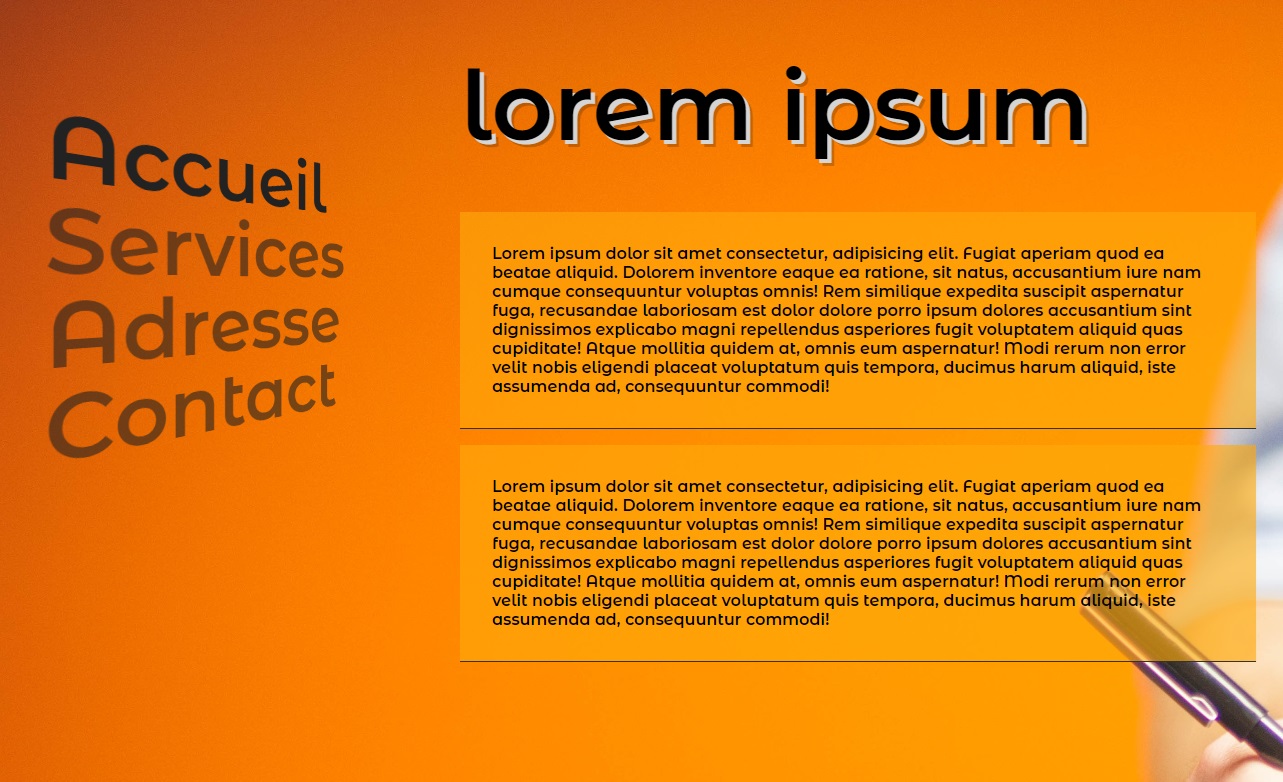 lorem ipsum
Accueil
Services
Adresse
Contact
Lorem ipsum dolor sit amet consectetur, adipisicing elit. Fugiat aperiam quod ea
beatae aliquid. Dolorem inventore eaque ea ratione, sit natus, accusantium iure nam
cumque consequuntur voluptas omnis! Rem similique expedita suscipit aspernatur
fuga, recusandae laboriosam est dolor dolore porro ipsum dolores accusantium sint
dignissimos explicabo magni repellendus asperiores fugit voluptatem aliquid quas
cupiditate! Atque mollitia quidem at, omnis eum aspernatur! Modi rerum non error
velit nobis eligendi placeat voluptatum quis tempora, ducimus harum aliquid, iste
assumenda ad, consequuntur commodi!
Lorem ipsum dolor sit amet consectetur, adipisicing elit. Fugiat aperiam quod ea
beatae aliquid. Dolorem inventore eaque ea ratione, sit natus, accusantium iure nam
cumque consequuntur voluptas omnis! Rem similique expedita suscipit aspernatur
fuga, recusandae laboriosam est dolor dolore porro ipsum dolores accusantium sint
dignissimos explicabo magni repellendus asperiores fugit voluptatem aliquid quas
cupiditate! Atque mollitia quidem at, omnis eum aspernatur! Modi rerum non error
velit nobis eligendi placeat voluptatum quis tempora, ducimus harum aliquid, iste
assumenda ad, consequuntur commodi!